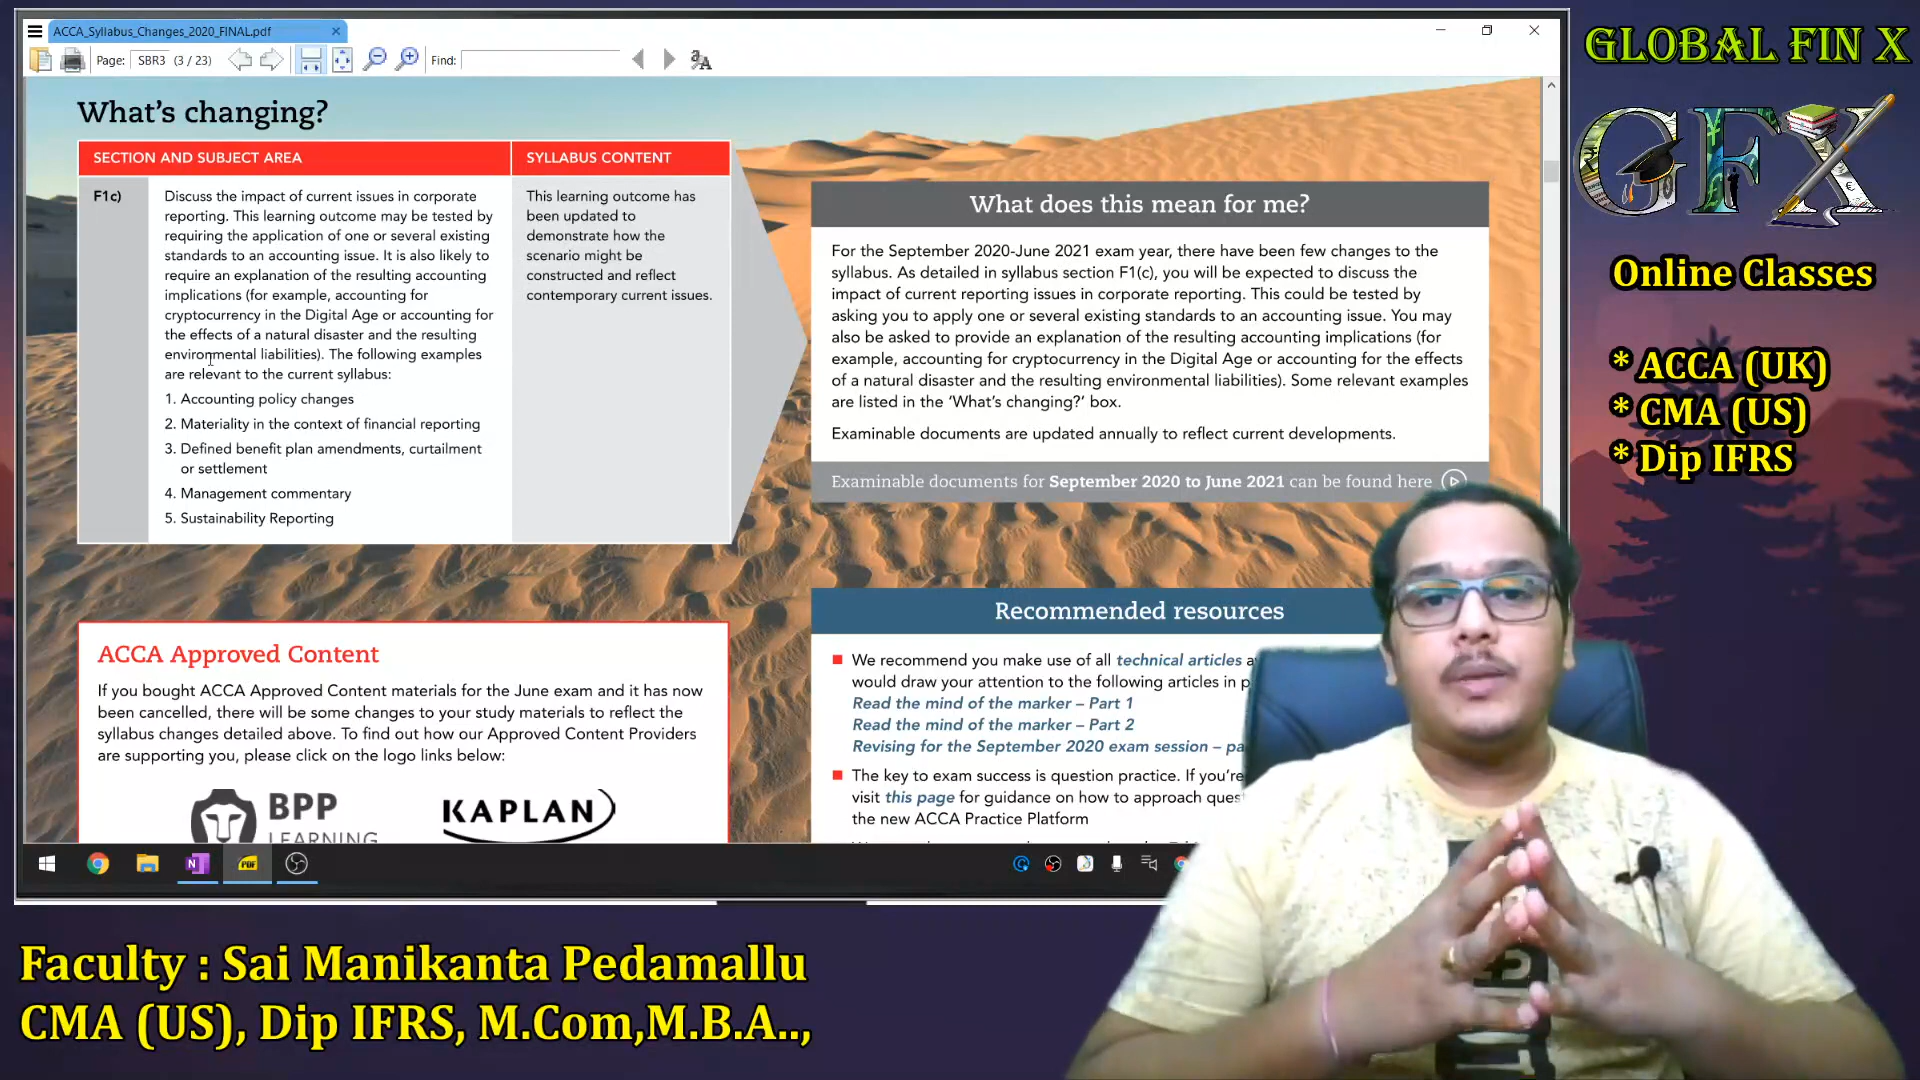 ACCA_Syllabus_Changes_2020_FINAL.pdf
Page: SBR3 (3 / 23)
Find:
What's changing?
SECTION AND SUBJECT AREA
SYLLABUS CONTENT
F1c)
Discuss the impact of current issues in corporate
reporting. This learning outcome may be tested by
requiring the application of one or several existing
standards to an accounting issue. It is also likely to
require an explanation of the resulting accounting
implications (for example, accounting for
cryptocurrency in the Digital Age or accounting for
the effects of a natural disaster and the resulting
environmental liabilities). The following examples
are relevant to the current syllabus:
1. Accounting policy changes
2. Materiality in the context of financial reporting
3. Defined benefit plan amendments, curtailment
or settlement
4. Management commentary
5. Sustainability Reporting
This learning outcome has
been updated to
demonstrate how the
scenario might be
constructed and reflect
contemporary current issues.
What does this mean for me?
For the September 2020-June 2021 exam year, there have been few changes to the
syllabus. As detailed in syllabus section F1(c), you will be expected to discuss the
impact of current reporting issues in corporate reporting. This could be tested by
asking you to apply one or several existing standards to an accounting issue. You may
also be asked to provide an explanation of the resulting accounting implications (for
example, accounting for cryptocurrency in the Digital Age or accounting for the effects
of a natural disaster and the resulting environmental liabilities). Some relevant examples
are listed in the 'What's changing?' box.
Examinable documents are updated annually to reflect current developments.
Examinable documents for September 2020 to June 2021 can be found here
ACCA Approved Content
If you bought ACCA Approved Content materials for the June exam and it has now
been cancelled, there will be some changes to your study materials to reflect the
syllabus changes detailed above. To find out how our Approved Content Providers
are supporting you, please click on the logo links below:
BPP
LEARNING
KAPLAN
Recommended resources
We recommend you make use of all technical articles
would draw your attention to the following articles in
Read the mind of the marker – Part 1
Read the mind of the marker – Part 2
Revising for the September 2020 exam session –
The key to exam success is question practice. If you're
visit this page for guidance on how to approach
the new ACCA Practice Platform
GLOBAL FIN X
GFX
Online Classes
* ACCA (UK)
* CMA (US)
* Dip IFRS
Faculty : Sai Manikanta Pedamallu
CMA (US), Dip IFRS, M.Com,M.B.A..,